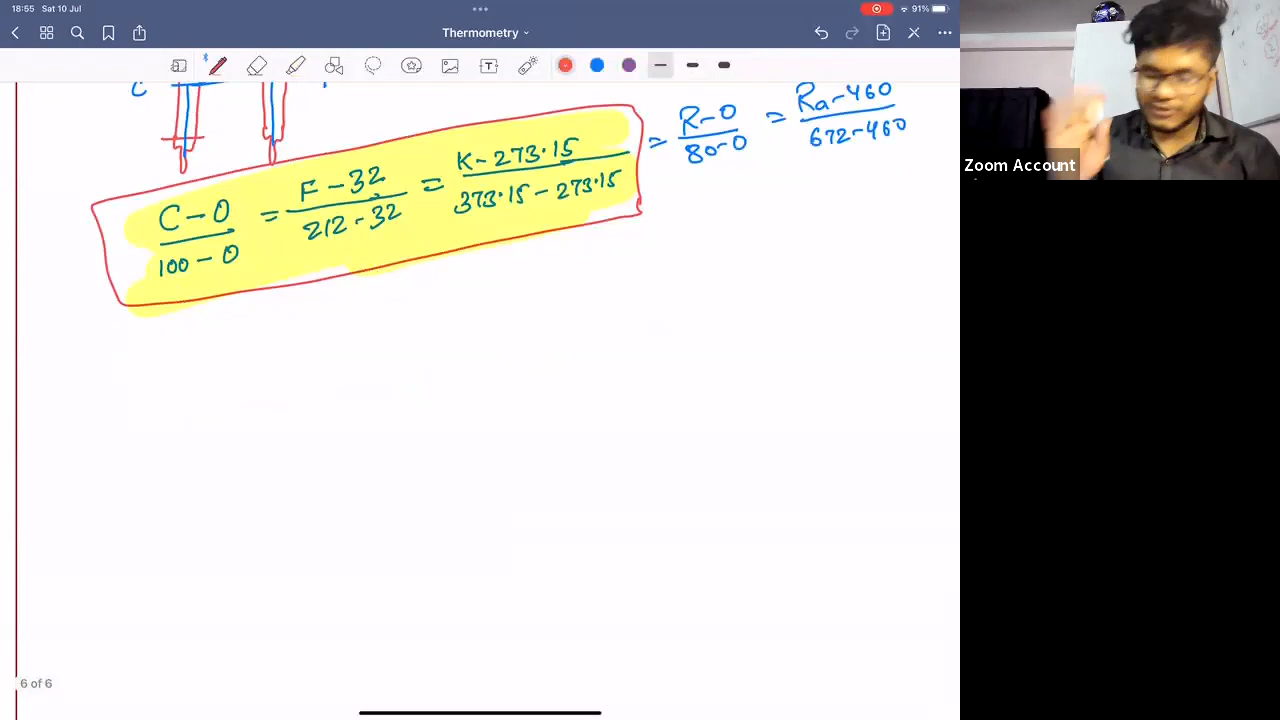 18:55 Sat 10 Jul
91%
Thermometry
C
C-0/100-0 = F-32/212-32 = K-273.15/373.15-273.15 = R-0/80-0 = Ra-460/672-460
Zoom Account
6 of 6